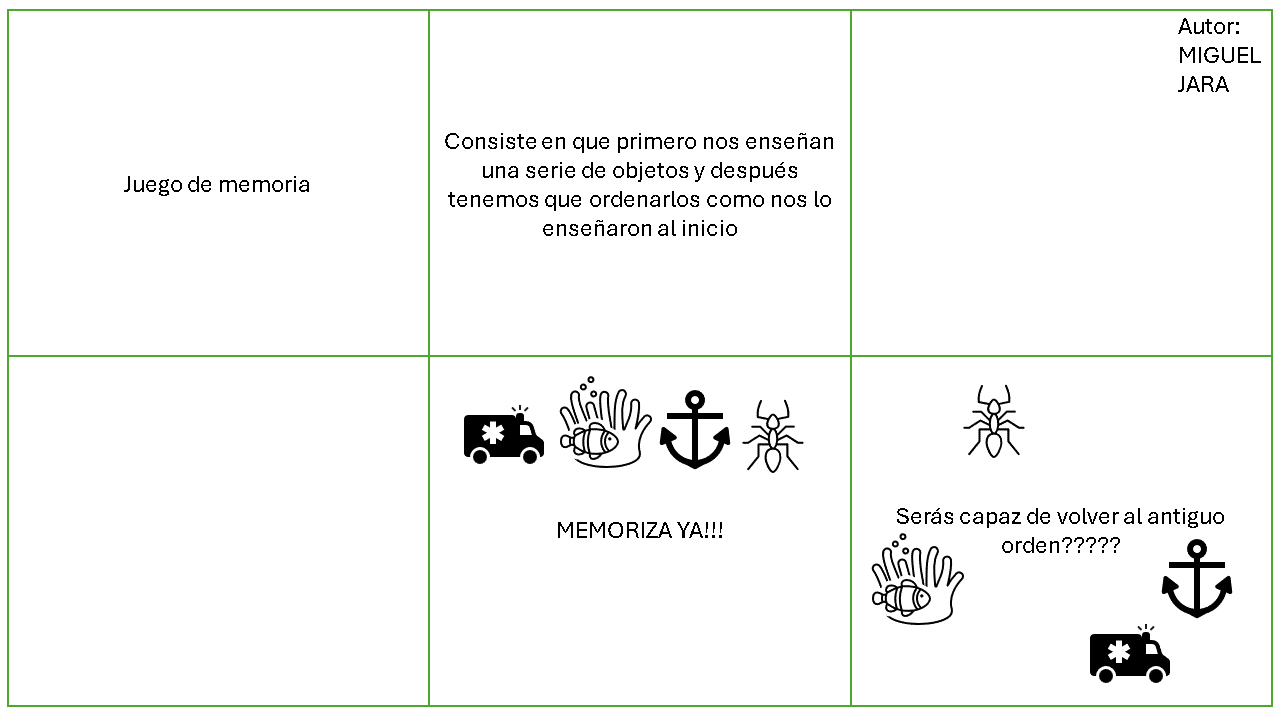 Juego de memoria
Consiste en que primero nos enseñan
una serie de objetos y después
tenemos que ordenarlos como nos lo
enseñaron al inicio
Autor:
MIGUEL
JARA
MEMORIZA YA!!!
Serás capaz de volver al antiguo
orden?????